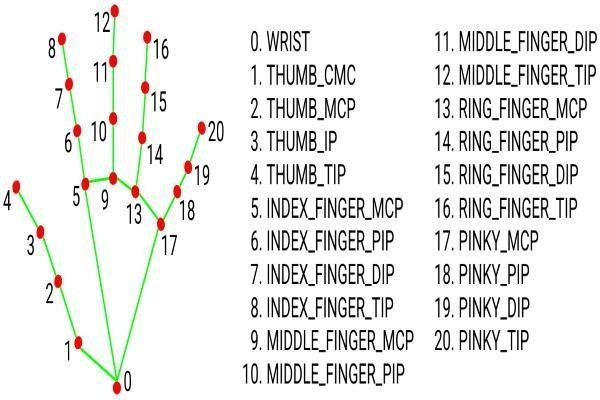 12
8
16
11
7
15
10
20
6
14
19
5
9
4
13
18
3
17
2
1
0
0. WRIST
1. THUMB_CMC
2. THUMB_MCP
3. THUMB_IP
4. THUMB_TIP
5. INDEX_FINGER_MCP
6. INDEX_FINGER_PIP
7. INDEX_FINGER_DIP
8. INDEX_FINGER_TIP
9. MIDDLE_FINGER_MCP
10. MIDDLE_FINGER_PIP
11. MIDDLE_FINGER_DIP
12. MIDDLE_FINGER_TIP
13. RING_FINGER_MCP
14. RING_FINGER_PIP
15. RING_FINGER_DIP
16. RING_FINGER_TIP
17. PINKY_MCP
18. PINKY_PIP
19. PINKY_DIP
20. PINKY_TIP